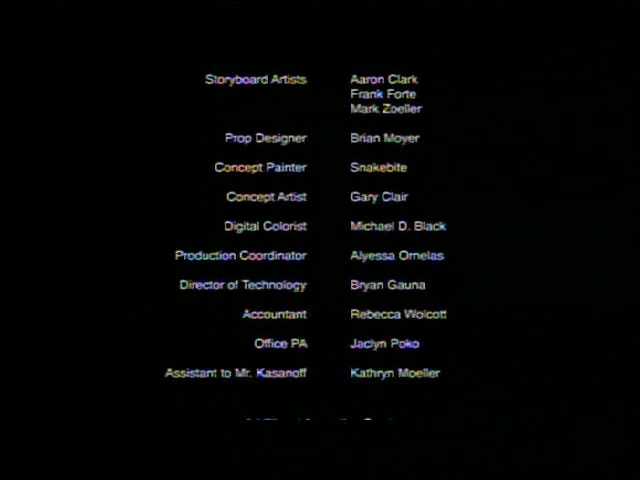 Storyboard Artists Aaron Clark
Frank Forte
Mark Zoeller
Prop Designer Brian Moyer
Concept Painter Snakebite
Concept Artist Gary Clair
Digital Colorist Michael D. Black
Production Coordinator Alyessa Ornelas
Director of Technology Bryan Gauna
Accountant Rebecca Wolcott
Office PA Jaclyn Poko
Assistant to Mr. Kasanoff Kathryn Moeller